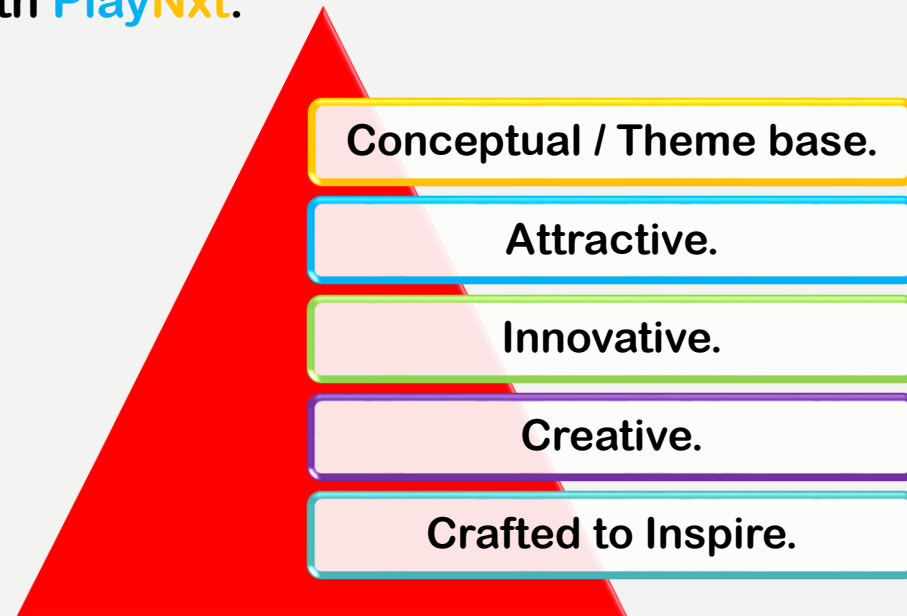 PlayNxt.
Conceptual / Theme base.
Attractive.
Innovative.
Creative.
Crafted to Inspire.